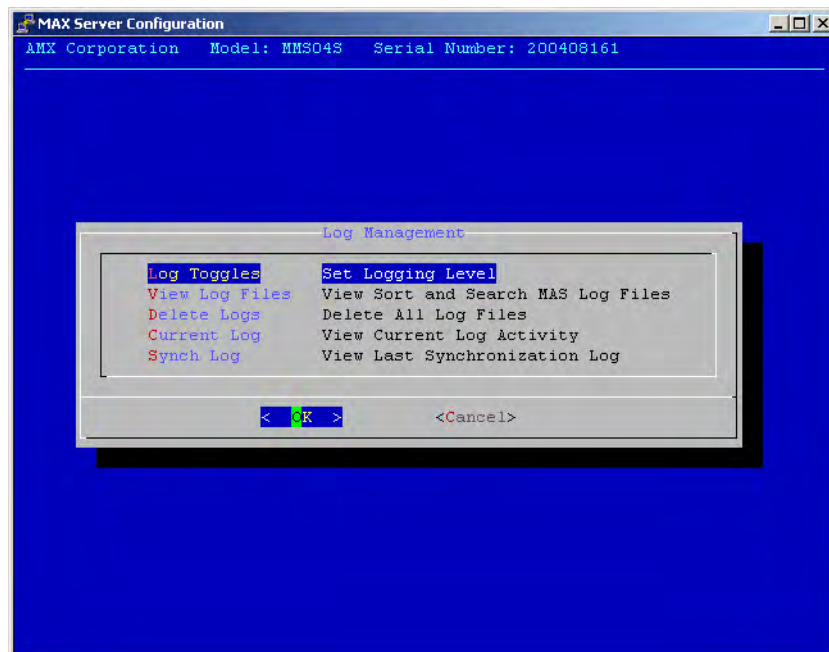 MAX Server Configuration
AMX Corporation Model: MMS04S Serial Number: 200408161
Log Management
Log Toggles Set Logging Level
View Log Files View Sort and Search MAS Log Files
Delete Logs Delete All Log Files
Current Log View Current Log Activity
Synch Log View Last Synchronization Log
< OK > <Cancel>